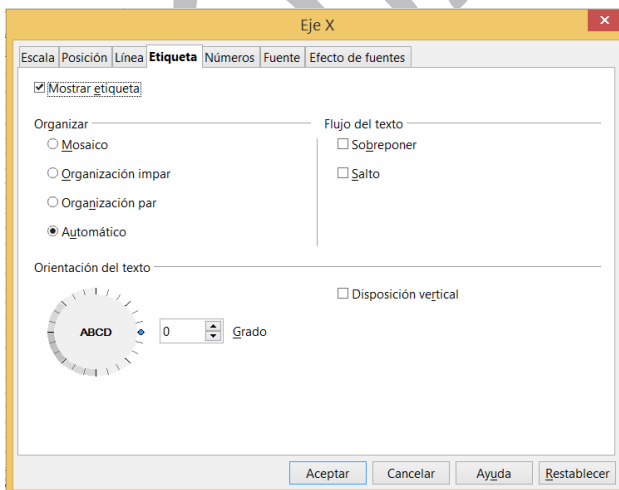 Eje X
Escala Posición Línea Etiqueta Números Fuente Efecto de fuentes
Mostrar etiqueta
Organizar
Mosaico
Organización impar
Organización par
Automático
Flujo del texto
Sobreponer
Salto
Orientación del texto
ABCD
0 Grado
Disposición vertical
Aceptar Cancelar Ayuda Restablecer